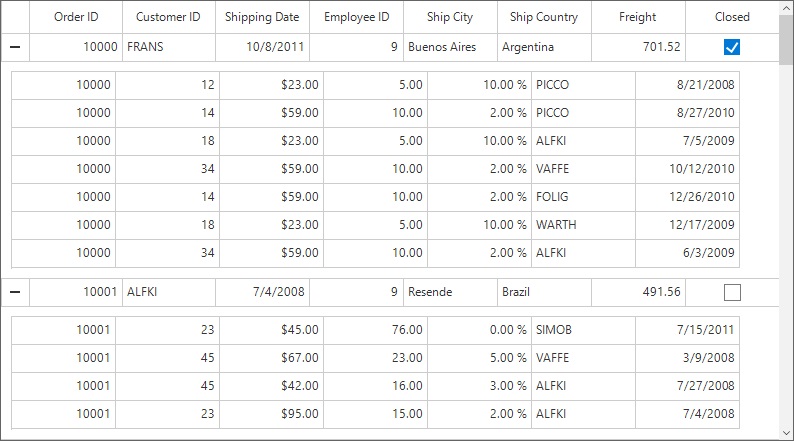 Order ID Customer ID Shipping Date Employee ID Ship City Ship Country Freight Closed
10000 FRANS 10/8/2011 9 Buenos Aires Argentina 701.52
10000 12 $23.00 5.00 10.00 % PICCO 8/21/2008
10000 14 $59.00 10.00 2.00 % PICCO 8/27/2010
10000 18 $23.00 5.00 10.00 % ALFKI 7/5/2009
10000 34 $59.00 10.00 2.00 % VAFFE 10/12/2010
10000 14 $59.00 10.00 2.00 % FOLIG 12/26/2010
10000 18 $23.00 5.00 10.00 % WARTH 12/17/2009
10000 34 $59.00 10.00 2.00 % ALFKI 6/3/2009
10001 ALFKI 7/4/2008 9 Resende Brazil 491.56
10001 23 $45.00 76.00 0.00 % SIMOB 7/15/2011
10001 45 $67.00 23.00 5.00 % VAFFE 3/9/2008
10001 45 $42.00 16.00 3.00 % ALFKI 7/27/2008
10001 23 $95.00 15.00 2.00 % ALFKI 7/4/2008